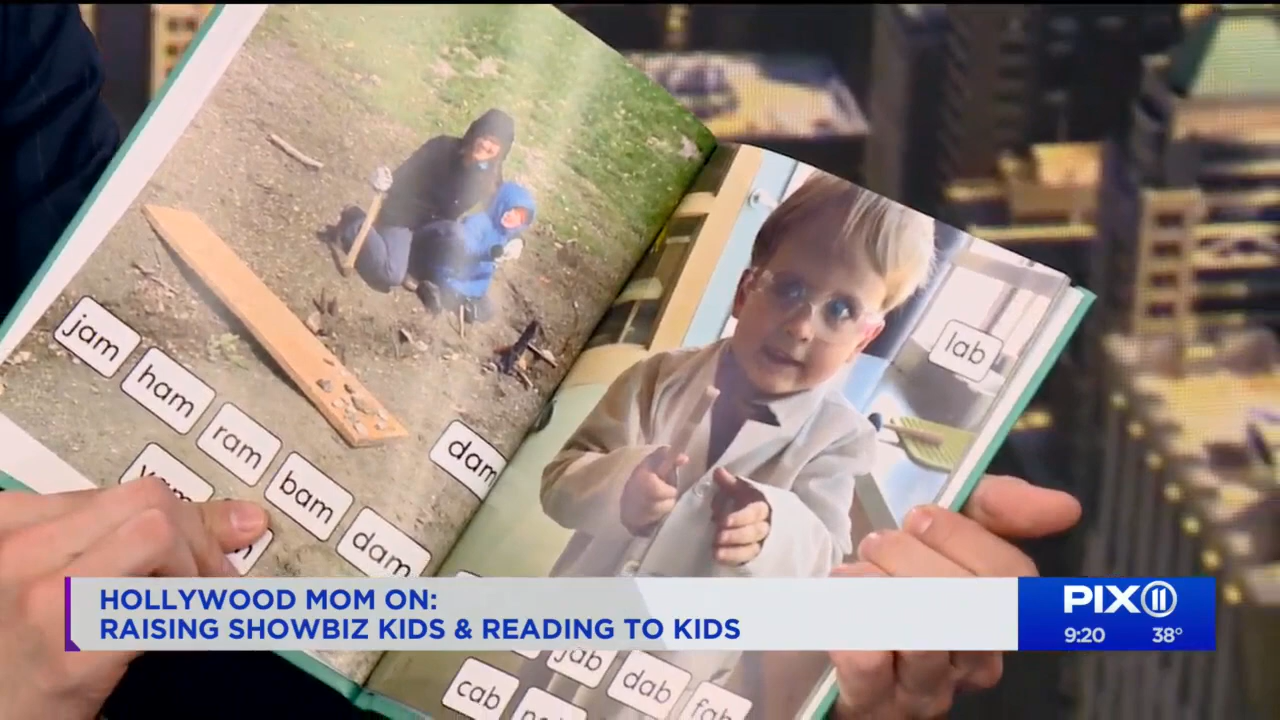 jam
ham
ram
bam
dam
dam
lab
jab
cab
dab
fab
HOLLYWOOD MOM ON:
RAISING SHOWBIZ KIDS & READING TO KIDS
PIX11
9:20 38°